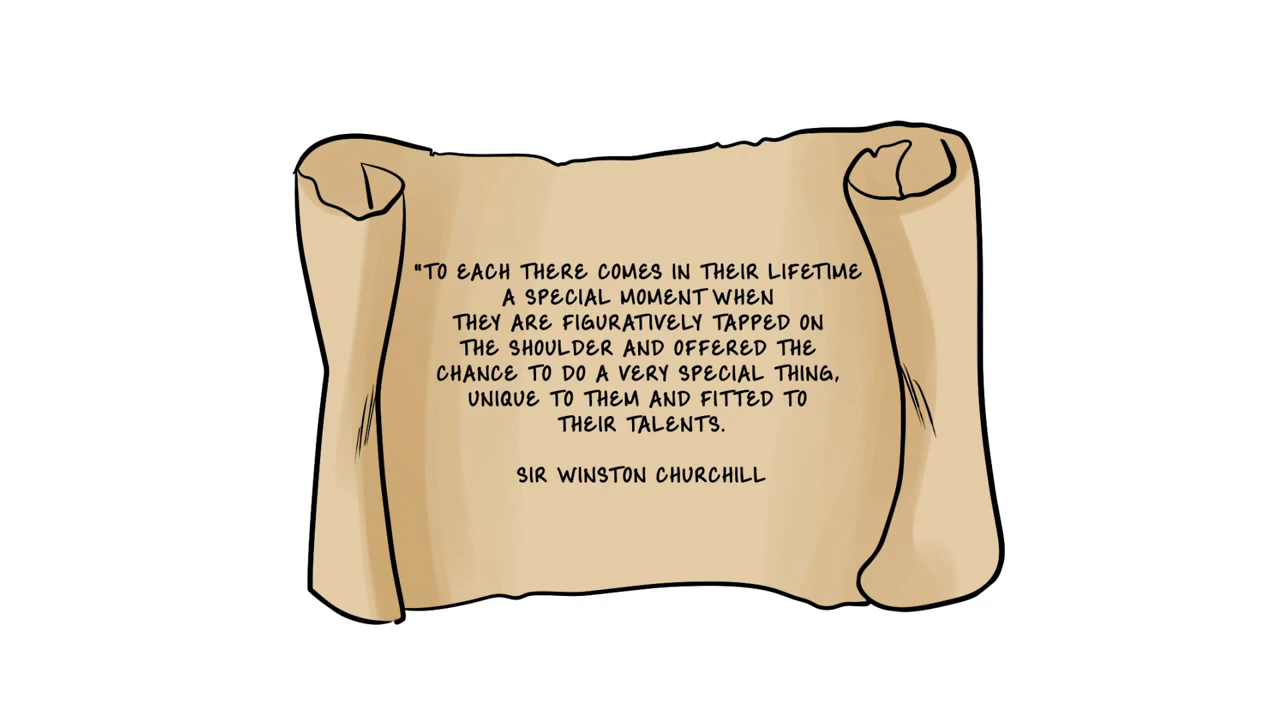 "TO EACH THERE COMES IN THEIR LIFETIME
A SPECIAL MOMENT WHEN
THEY ARE FIGURATIVELY TAPPED ON
THE SHOULDER AND OFFERED THE
CHANCE TO DO A VERY SPECIAL THING,
UNIQUE TO THEM AND FITTED TO
THEIR TALENTS.
SIR WINSTON CHURCHILL